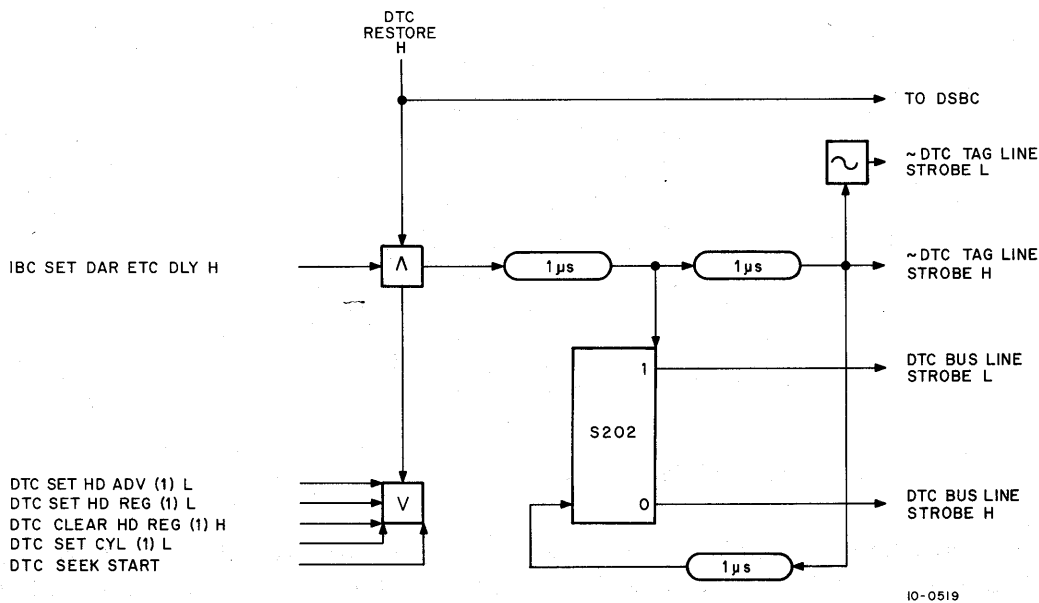 DTC
RESTORE
H
TO DSBC
~DTC TAG LINE
STROBE L
IBC SET DAR ETC DLY H
Λ
1µs
1µs
~DTC TAG LINE
STROBE H
1
DTC BUS LINE
STROBE L
S202
0
DTC BUS LINE
STROBE H
DTC SET HD ADV (1) L
DTC SET HD REG (1) L
DTC CLEAR HD REG (1) H
DTC SET CYL (1) L
DTC SEEK START
V
1µs
10-0519